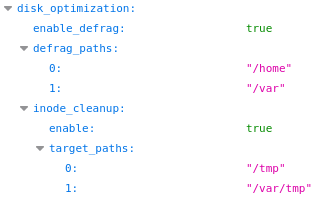 disk_optimization:
enable_defrag: true
defrag_paths:
0: "/home"
1: "/var"
inode_cleanup:
enable: true
target_paths:
0: "/tmp"
1: "/var/tmp"